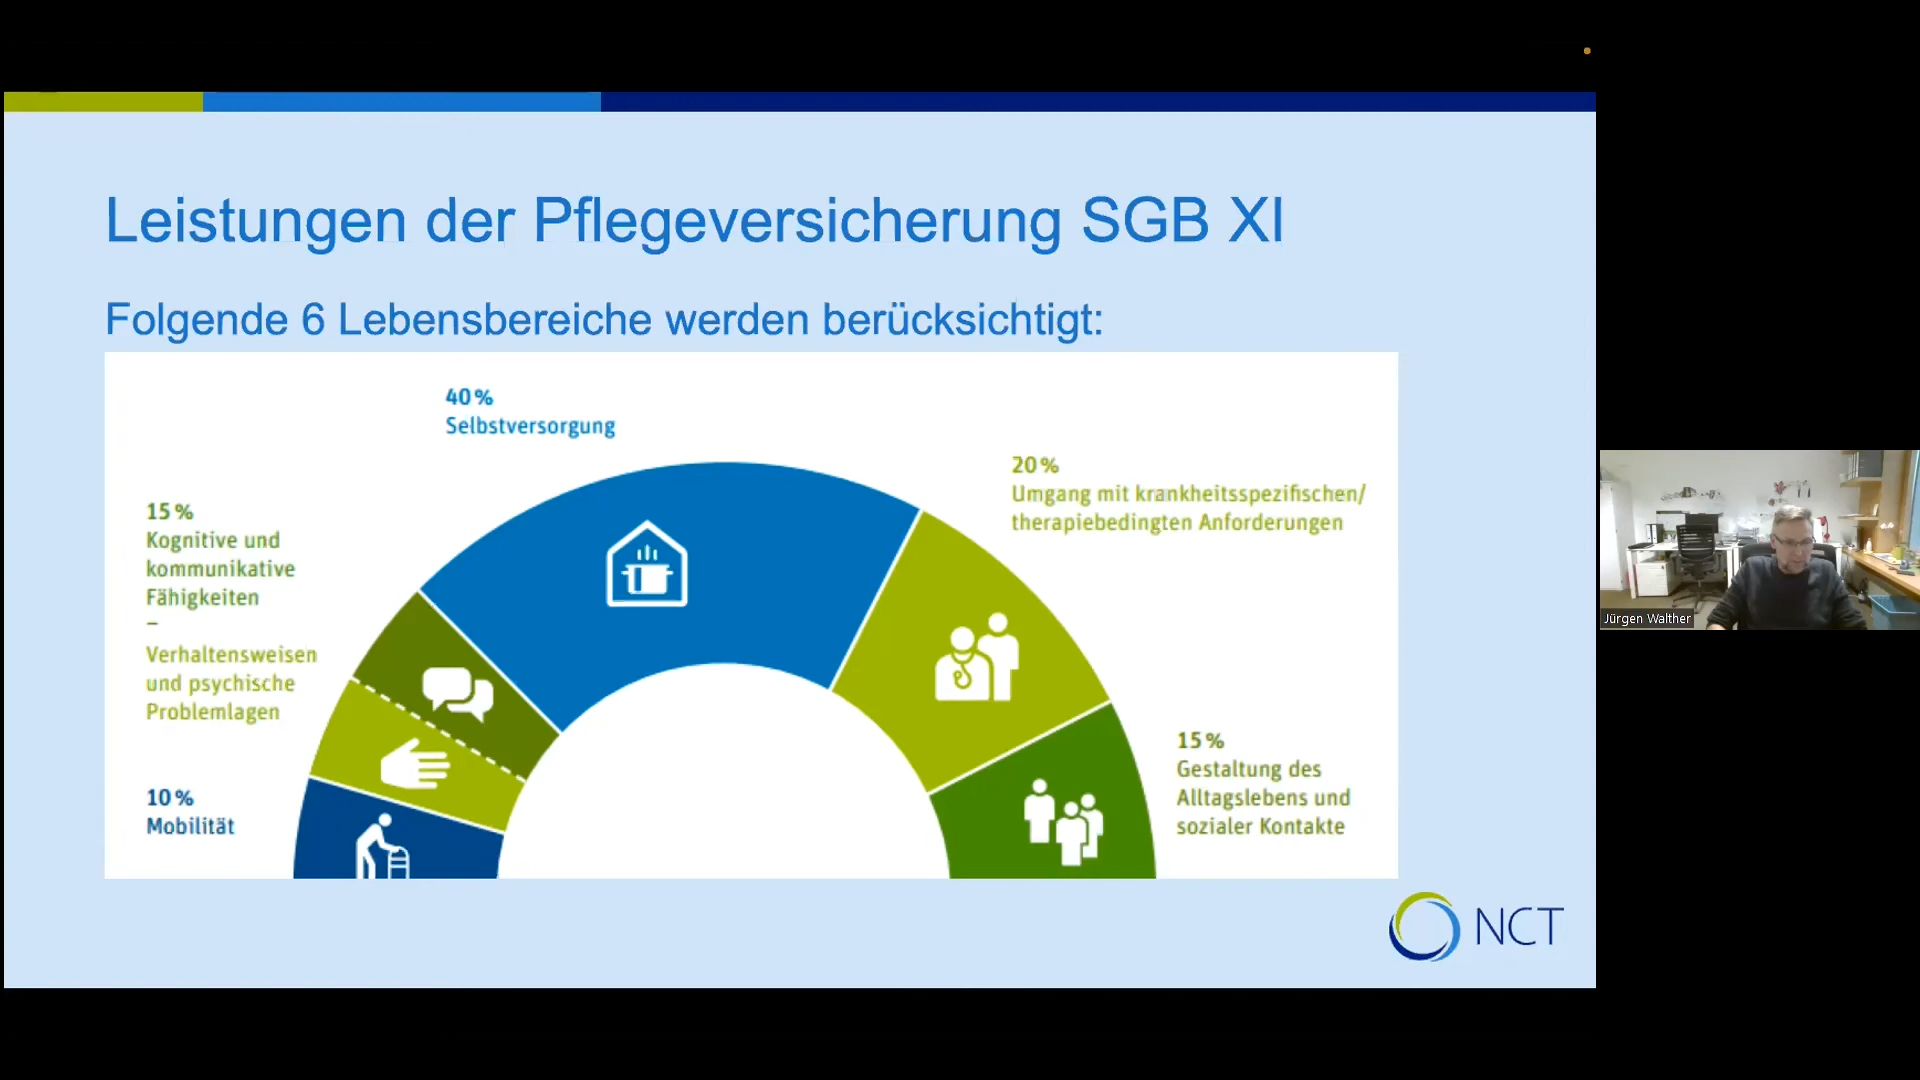 Leistungen der Pflegeversicherung SGB XI
Folgende 6 Lebensbereiche werden berücksichtigt:
40 %
Selbstversorgung
20 %
Umgang mit krankheitsspezifischen/
therapiebedingten Anforderungen
15 %
Kognitive und
kommunikative
Fähigkeiten
–
Verhaltensweisen
und psychische
Problemlagen
10 %
Mobilität
15 %
Gestaltung des
Alltagslebens und
sozialer Kontakte
NCT
Jürgen Walther